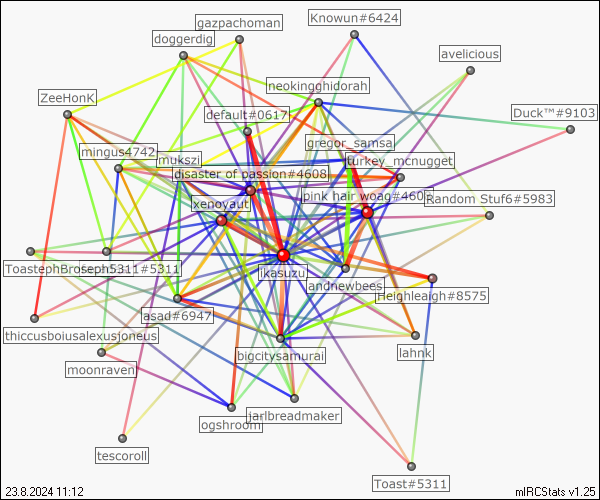 Knowun#6424
gazpachoman
doggerdig
avelicious
neokingghidorah
ZeeHonK
Duck™#9103
default#0617
gregor_samsa
mingus4742
mukszi
turkey_mcnugget
disaster of passion#4608
pink hair woag#460
Random Stuf6#5983
xenoyaut
ToastephBroseph5311#5311
jkasuzu
andnewbees
Heighleaigh#8575
asad#6947
thiccusboiusalexusjoneus
lahnk
bigcitysamurai
moonraven
jarlbreadmaker
ogshroom
tescoroll
Toast#5311
23.8.2024 11:12
mIRCStats v1.25